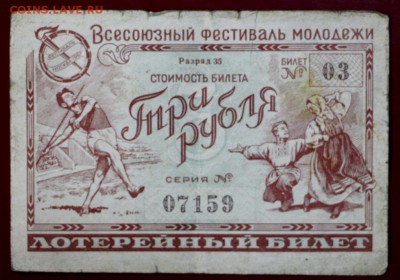 COINS.LAVE.RU
Всесоюзный фестиваль молодежи
Разряд 35
СТОИМОСТЬ БИЛЕТА
БИЛЕТ
№ 03
Три рубля
СЕРИЯ №
07159
ЛОТЕРЕЙНЫЙ БИЛЕТ